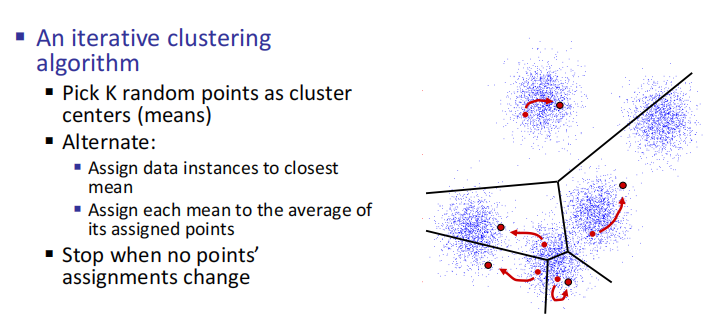 ▪ An iterative clustering
algorithm
▪ Pick K random points as cluster
centers (means)
▪ Alternate:
▪ Assign data instances to closest
mean
▪ Assign each mean to the average of
its assigned points
▪ Stop when no points’
assignments change